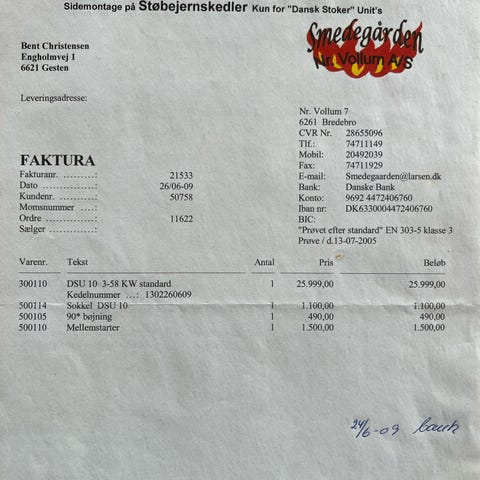 Sidemontage på Støbejernskedler Kun for "Dansk Stoker" Unit's
Smedegården
Nr. Vollum A/S
Bent Christensen
Engholmvej 1
6621 Gesten
Leveringsadresse:
Nr. Vollum 7
6261 Bredebro
CVR Nr. 28655096
Tlf.: 74711149
Mobil: 20492039
Fax: 74711929
E-mail: Smedegaarden@larsen.dk
Bank: Danske Bank
Konto: 9692 4472406760
Iban nr: DK6330004472406760
BIC:
"Prøvet efter standard" EN 303-5 klasse 3
Prøve / d.13-07-2005
FAKTURA
Fakturanr. .........: 21533
Dato ..............: 26/06-09
Kundenr. ..........: 50758
Momsnummer ....:
Ordre ..............: 11622
Sælger .............:
Varenr. Tekst Antal Pris Beløb
300110 DSU 10 3-58 KW standard 1 25.999,00 25.999,00
Kedelnummer ...: 1302260609
500114 Sokkel DSU 10 1 1.100,00 1.100,00
500105 90* bøjning 1 490,00 490,00
500110 Mellemstarter 1 1.500,00 1.500,00
24/6-09 bank